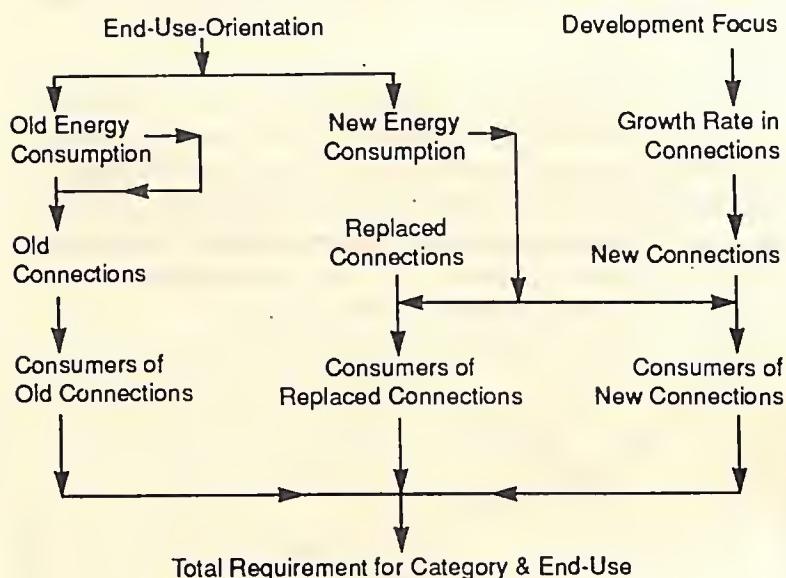 End-Use-Orientation
Development Focus
Old Energy
Consumption
New Energy
Consumption
Growth Rate in
Connections
Replaced
Connections
Old
Connections
New Connections
Consumers of
Old Connections
Consumers of
Replaced Connections
Consumers of
New Connections
Total Requirement for Category & End-Use